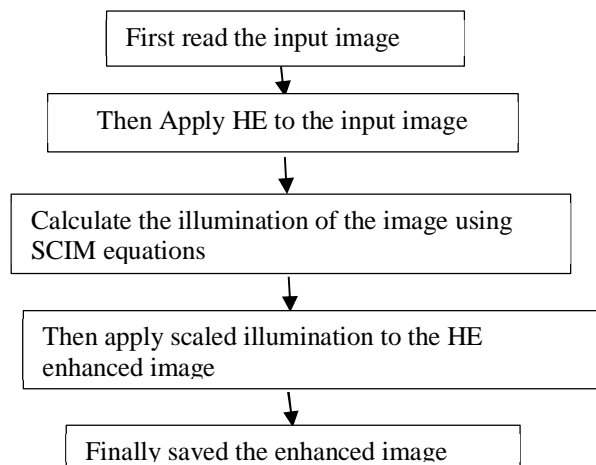 First read the input image
Then Apply HE to the input image
Calculate the illumination of the image using
SCIM equations
Then apply scaled illumination to the HE
enhanced image
Finally saved the enhanced image